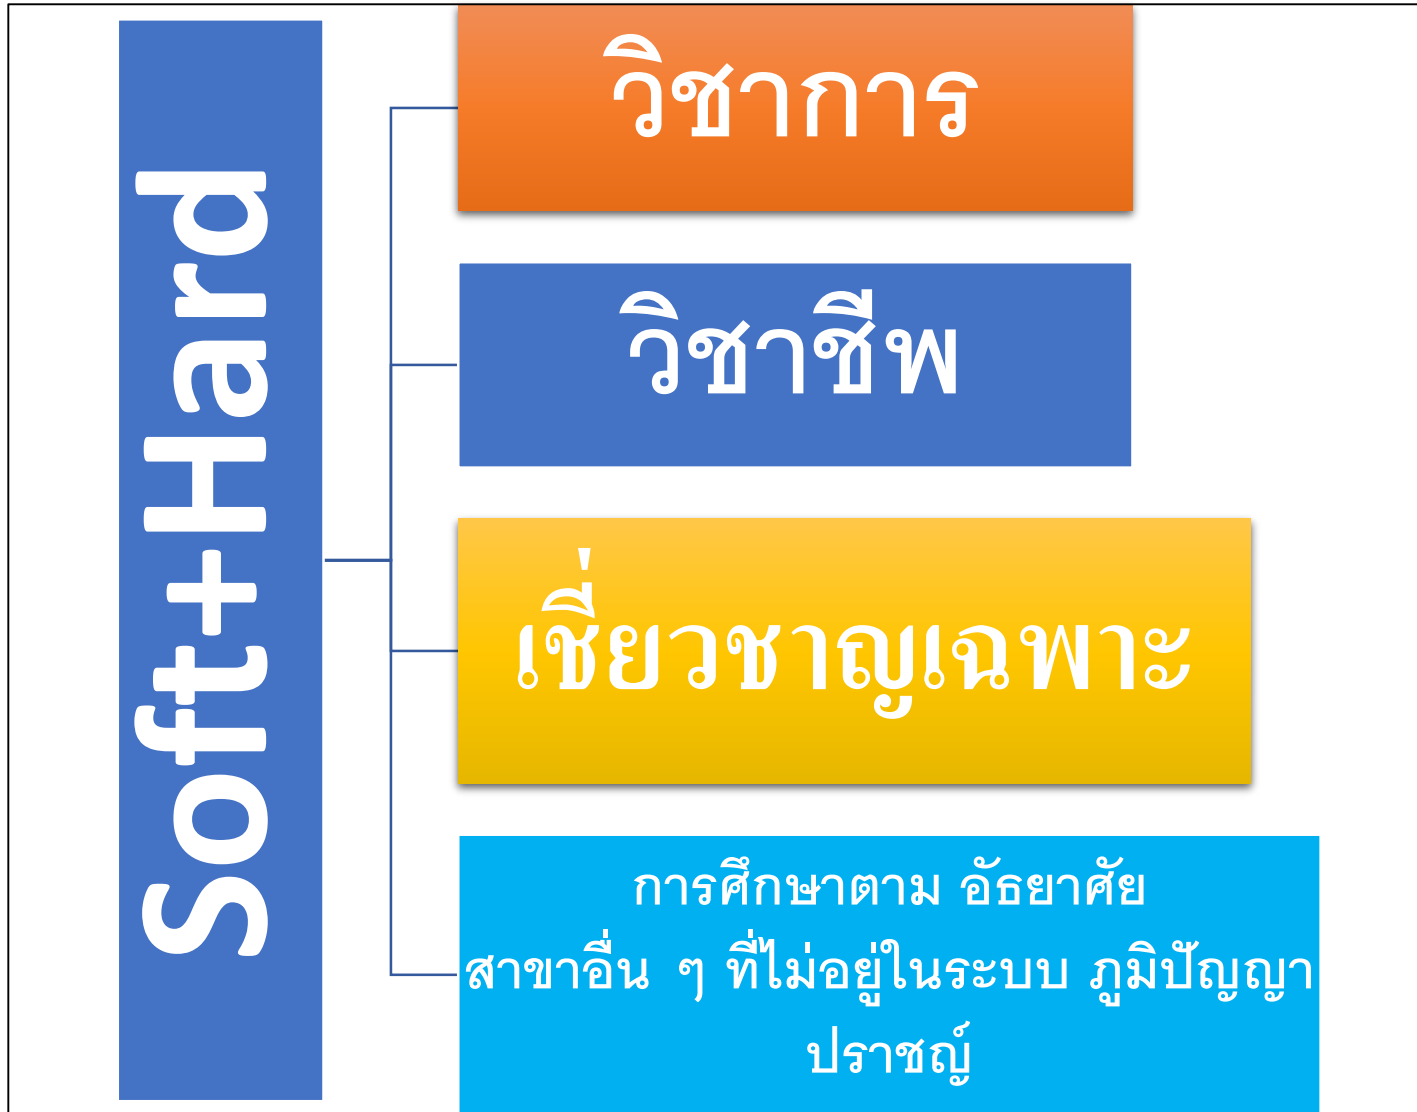 Soft+Hard
วิชาการ
วิชาชีพ
เชี่ยวชาญเฉพาะ
การศึกษาตาม อัธยาศัย
สาขาอื่น ๆ ที่ไม่อยู่ในระบบ ภูมิปัญญา
ปราชญ์